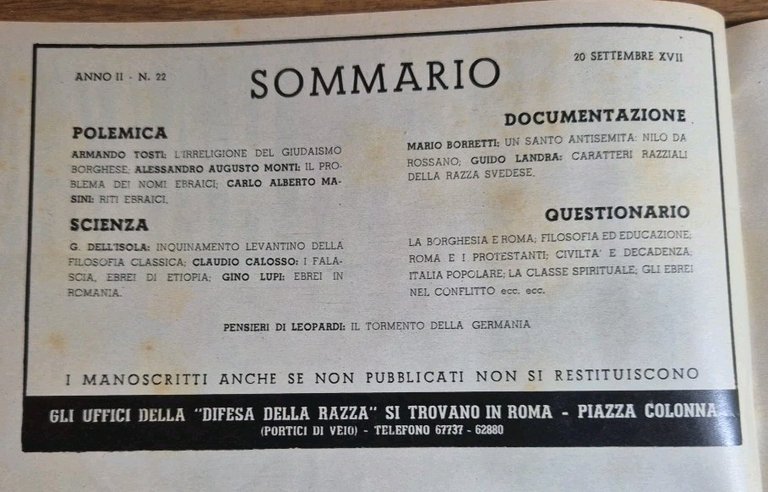 ANNO II - N. 22
SOMMARIO
20 SETTEMBRE XVII
POLEMICA
ARMANDO TOSTI: L'IRRELIGIONE DEL GIUDAISMO
BORGHESE; ALESSANDRO AUGUSTO MONTI: IL PRO-
BLEMA DEI NOMI EBRAICI; CARLO ALBERTO MA-
SINI: RITI EBRAICI.
SCIENZA
G. DELL'ISOLA: INQUINAMENTO LEVANTINO DELLA
FILOSOFIA CLASSICA; CLAUDIO CALOSSO: I FALA-
SCIA, EBREI DI ETIOPIA; GINO LUPI: EBREI IN
ROMANIA.
DOCUMENTAZIONE
MARIO BORRETTI: UN SANTO ANTISEMITA: NILO DA
ROSSANO; GUIDO LANDRA: CARATTERI RAZZIALI
DELLA RAZZA SVEDESE.
QUESTIONARIO
LA BORGHESIA E ROMA; FILOSOFIA ED EDUCAZIONE;
ROMA E I PROTESTANTI; CIVILTA' E DECADENZA;
ITALIA POPOLARE; LA CLASSE SPIRITUALE; GLI EBREI
NEL CONFLITTO ecc. ecc.
PENSIERI DI LEOPARDI: IL TORMENTO DELLA GERMANIA
I MANOSCRITTI ANCHE SE NON PUBBLICATI NON SI RESTITUISCONO
GLI UFFICI DELLA "DIFESA DELLA RAZZA" SI TROVANO IN ROMA - PIAZZA COLONNA
(PORTICI DI VEIO) - TELEFONO 67737 - 62880